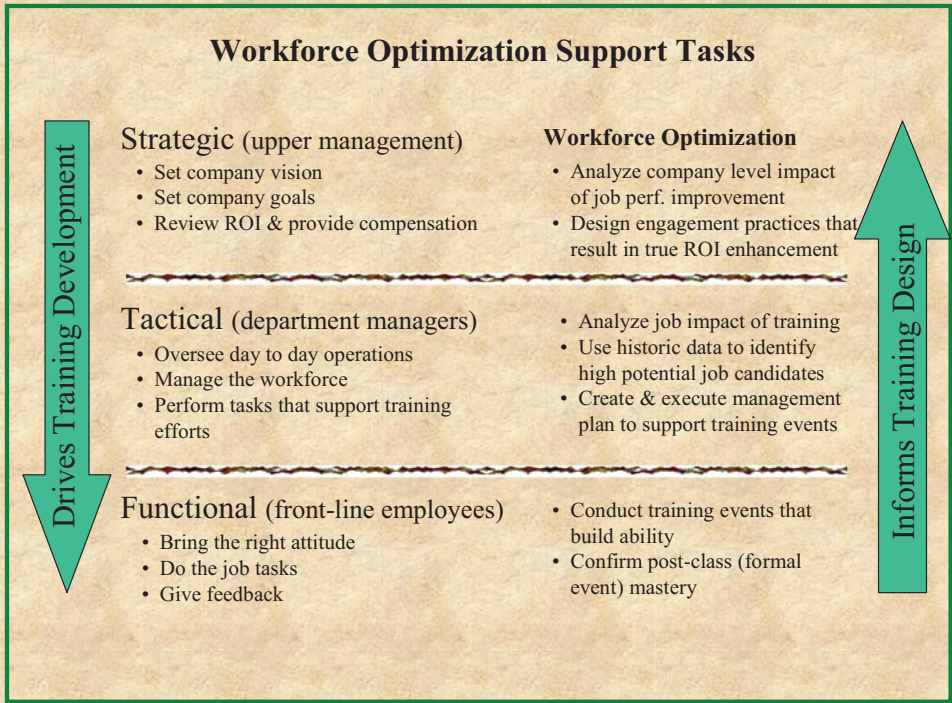 Workforce Optimization Support Tasks
Drives Training Development
Strategic (upper management)
• Set company vision
• Set company goals
• Review ROI & provide compensation
Workforce Optimization
• Analyze company level impact
of job perf. improvement
• Design engagement practices that
result in true ROI enhancement
Tactical (department managers)
• Oversee day to day operations
• Manage the workforce
• Perform tasks that support training
efforts
• Analyze job impact of training
• Use historic data to identify
high potential job candidates
• Create & execute management
plan to support training events
Functional (front-line employees)
• Bring the right attitude
• Do the job tasks
• Give feedback
• Conduct training events that
build ability
• Confirm post-class (formal
event) mastery
Informs Training Design